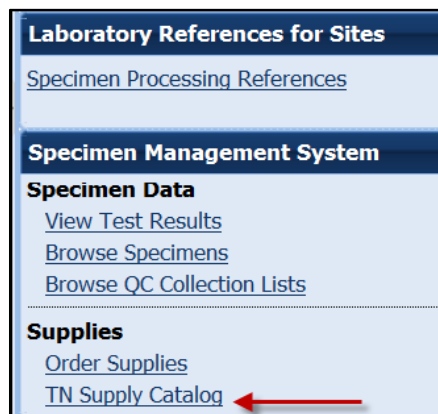 Laboratory References for Sites
Specimen Processing References
Specimen Management System
Specimen Data
View Test Results
Browse Specimens
Browse QC Collection Lists
Supplies
Order Supplies
TN Supply Catalog